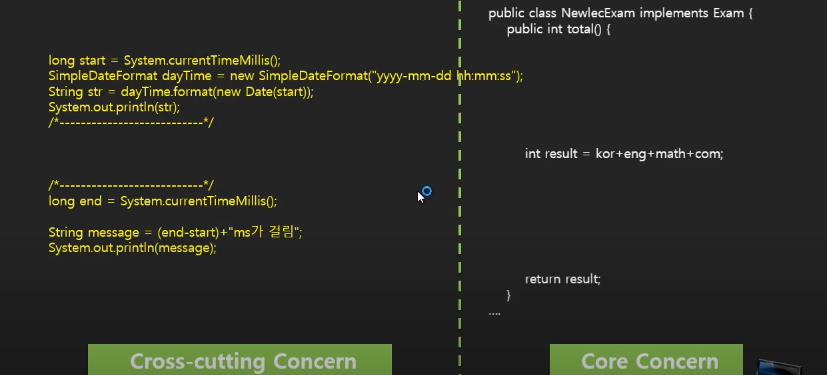 long start = System.currentTimeMillis();
SimpleDateFormat dayTime = new SimpleDateFormat("yyyy-mm-dd hh:mm:ss");
String str = dayTime.format(new Date(start));
System.out.println(str);
/*---------------------------*/
/*---------------------------*/
long end = System.currentTimeMillis();
String message = (end-start)+"ms가 걸림";
System.out.println(message);
Cross-cutting Concern
public class NewlecExam implements Exam {
public int total() {
int result = kor+eng+math+com;
return result;
}
....
Core Concern